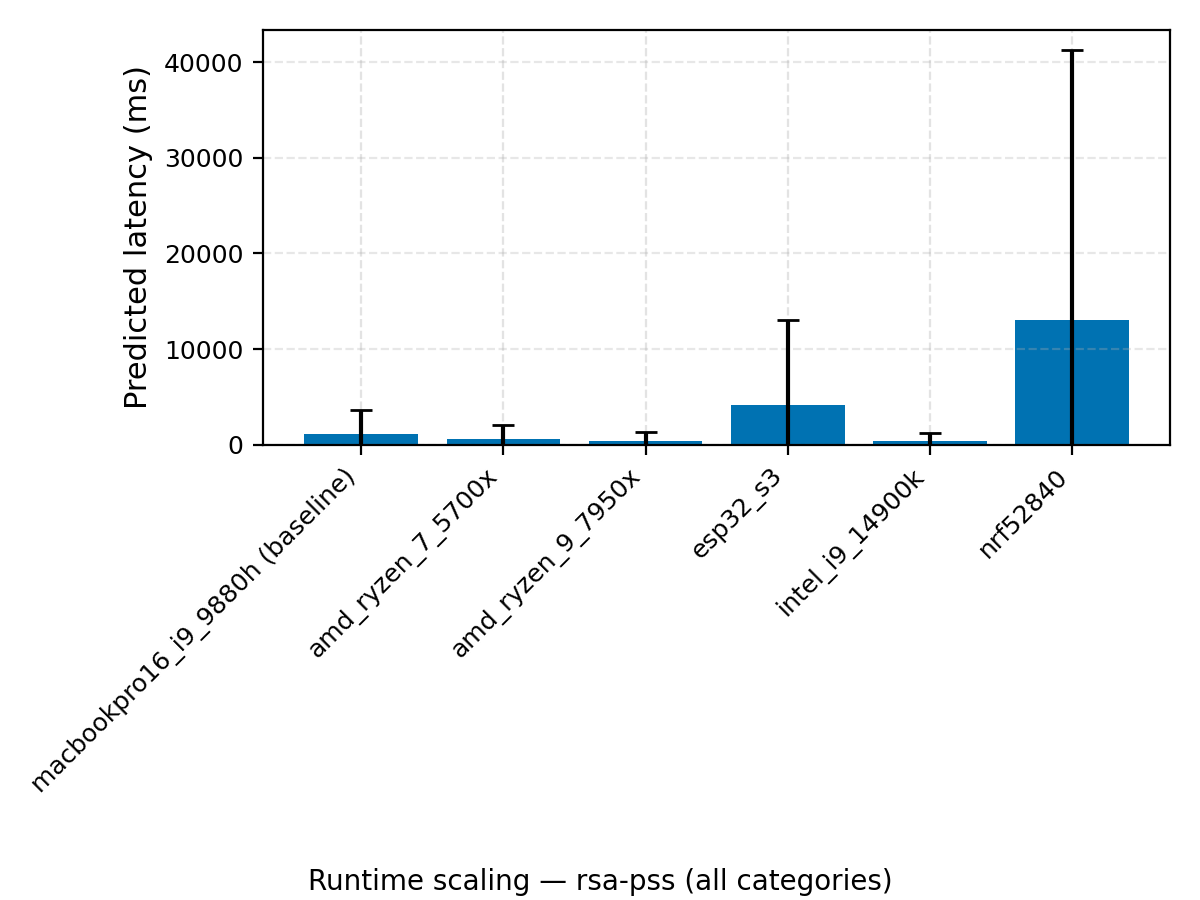 Predicted latency (ms)
40000
30000
20000
10000
0
macbookpro16_i9_9880h (baseline)
amd_ryzen_7_5700x
amd_ryzen_9_7950x
esp32_s3
intel_i9_14900k
nrf52840
Runtime scaling — rsa-pss (all categories)